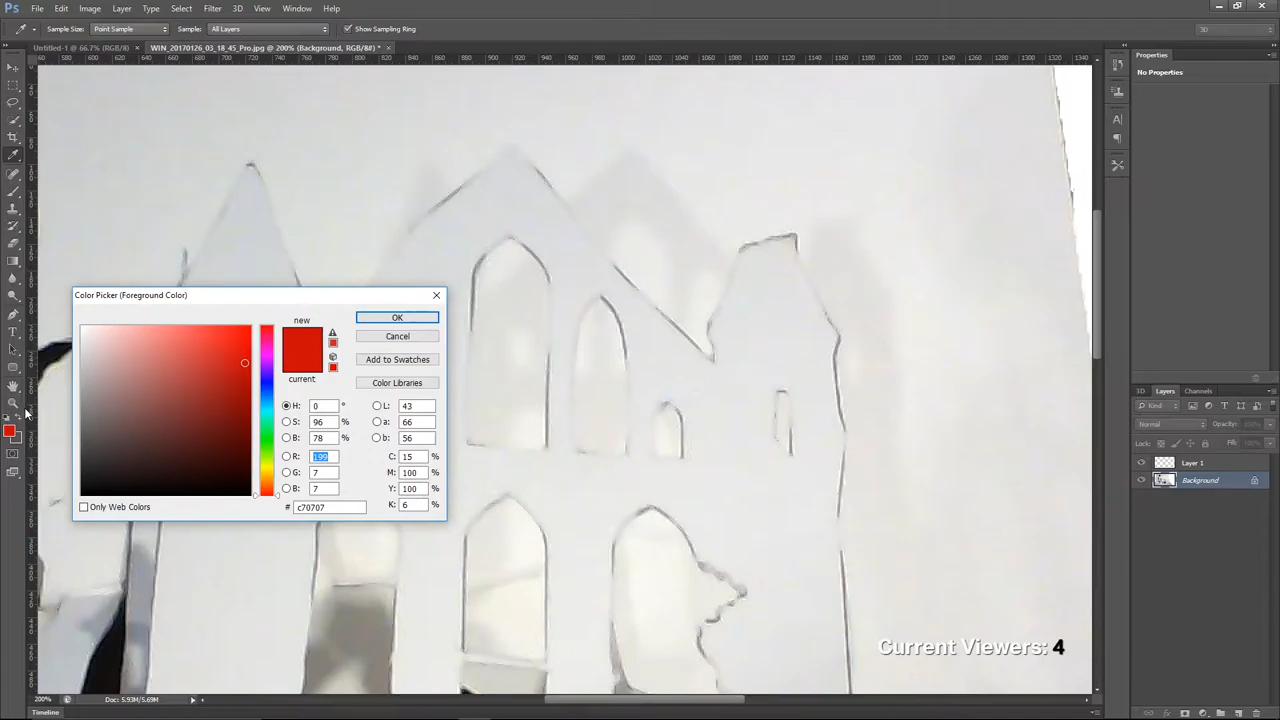 Ps File Edit Image Layer Type Select Filter 3D View Window Help
Sample Size: Point Sample Sample: All Layers Show Sampling Ring 3D
Untitled-1 @ 66.7% (RGB/8) × WIN_20170126_03_18_45_Pro.jpg @ 200% (Background, RGB/8#) * ×
Properties
No Properties
Color Picker (Foreground Color)
new
current
OK
Cancel
Add to Swatches
Color Libraries
H: 0 °
S: 96 %
B: 78 %
R: 199
G: 7
B: 7
L: 43
a: 66
b: 56
C: 15 %
M: 100 %
Y: 100 %
K: 6 %
# c70707
Only Web Colors
3D Layers Channels
Kind
Normal Opacity: 100%
Lock: Fill: 100%
Layer 1
Background
Current Viewers: 4
200% Doc: 5.93M/5.69M
Timeline